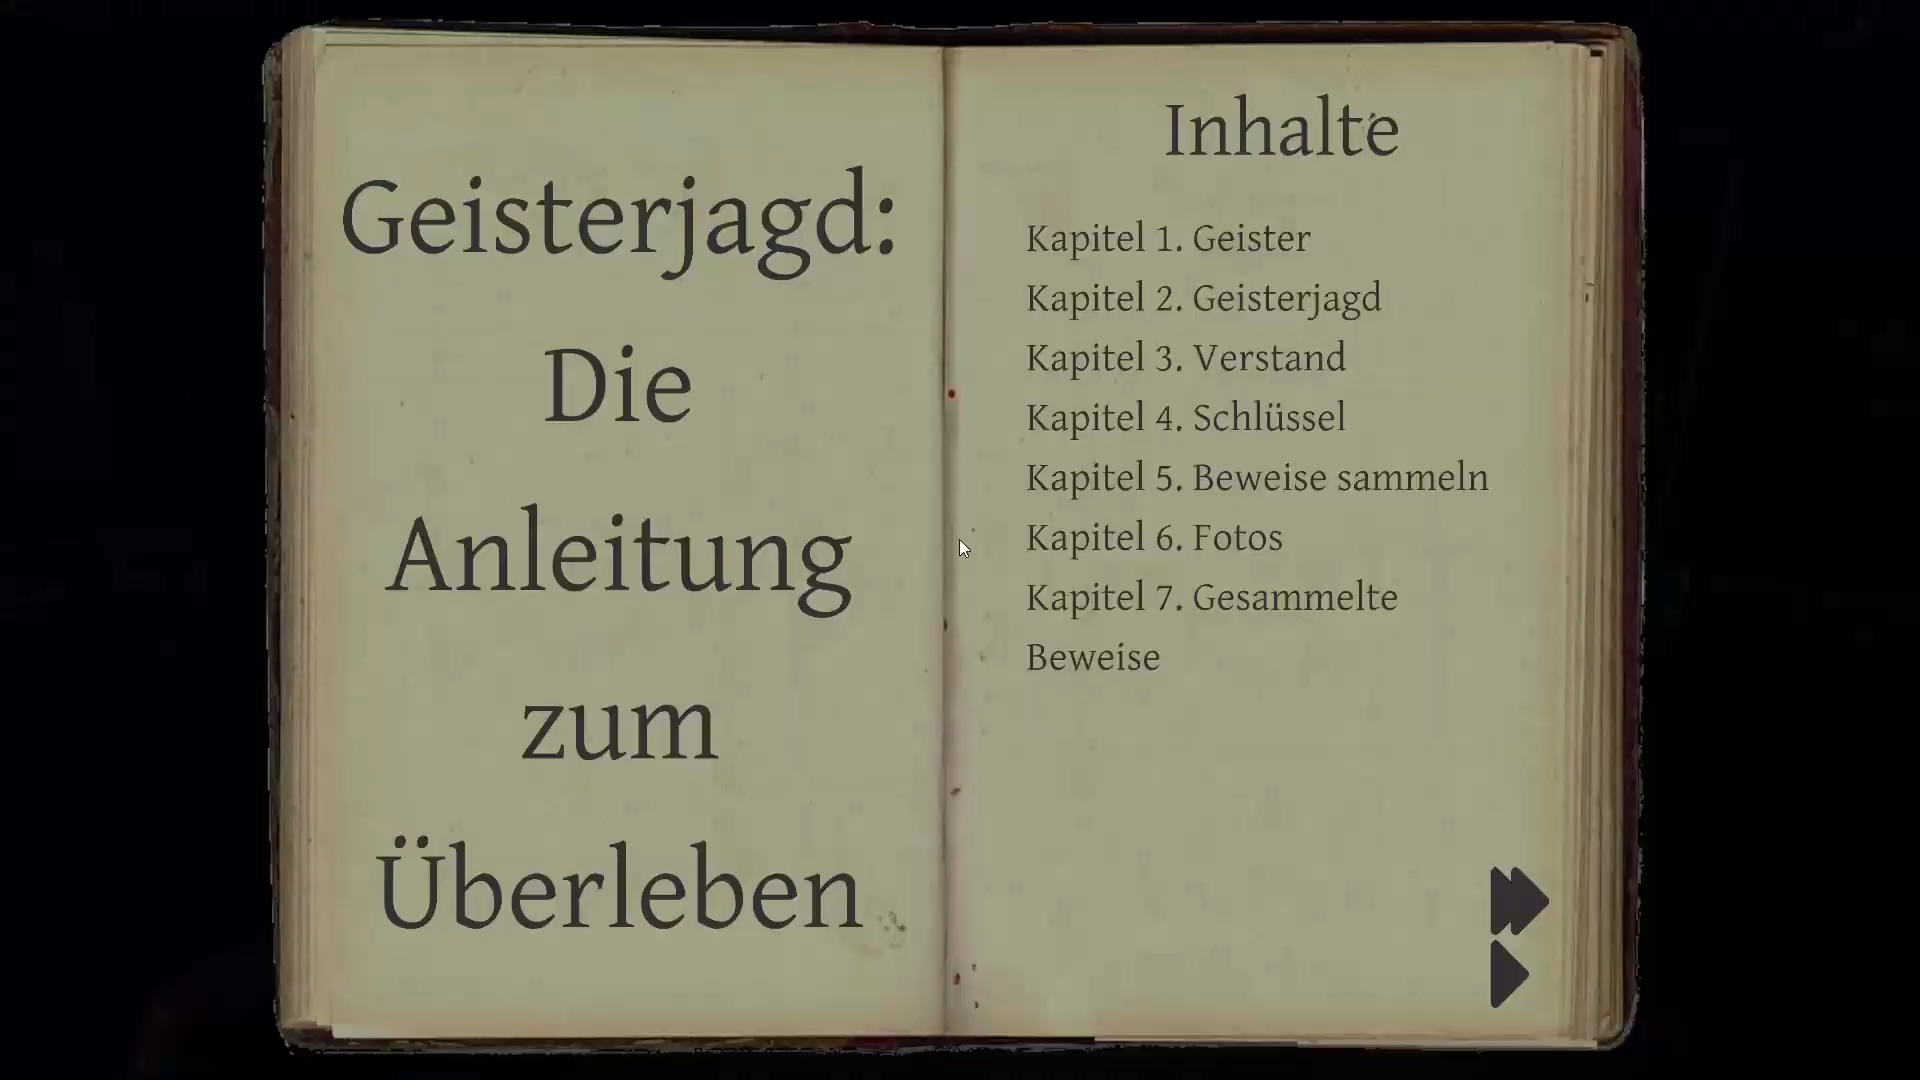 Geisterjagd:
Die
Anleitung
zum
Überleben
Inhalte
Kapitel 1. Geister
Kapitel 2. Geisterjagd
Kapitel 3. Verstand
Kapitel 4. Schlüssel
Kapitel 5. Beweise sammeln
Kapitel 6. Fotos
Kapitel 7. Gesammelte
Beweise